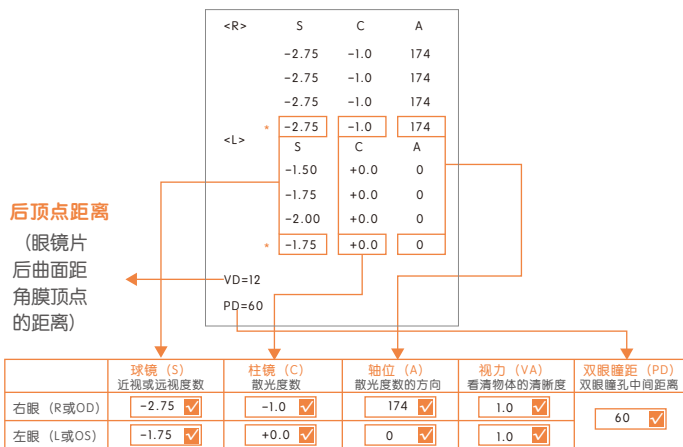 <R> S C A
-2.75 -1.0 174
-2.75 -1.0 174
-2.75 -1.0 174
* -2.75 -1.0 174
<L> S C A
-1.50 +0.0 0
-1.75 +0.0 0
-2.00 +0.0 0
* -1.75 +0.0 0
后顶点距离
（眼镜片
后曲面距
角膜顶点
的距离）
VD=12
PD=60
球镜（S） 柱镜（C） 轴位（A） 视力（VA） 双眼瞳距（PD）
近视或远视度数 散光度数 散光度数的方向 看清物体的清晰度 双眼瞳孔中间距离
右眼（R或OD） -2.75 -1.0 174 1.0 60
左眼（L或OS） -1.75 +0.0 0 1.0